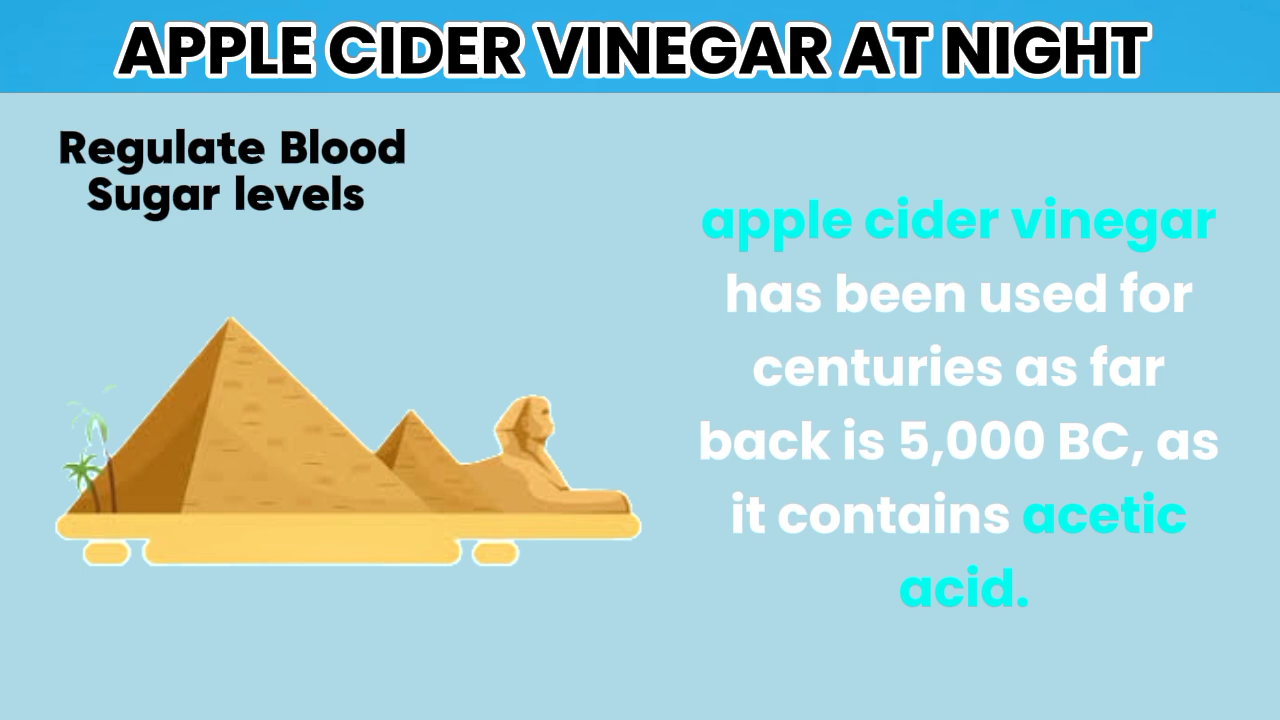 APPLE CIDER VINEGAR AT NIGHT
Regulate Blood
Sugar levels
apple cider vinegar
has been used for
centuries as far
back is 5,000 BC, as
it contains acetic
acid.